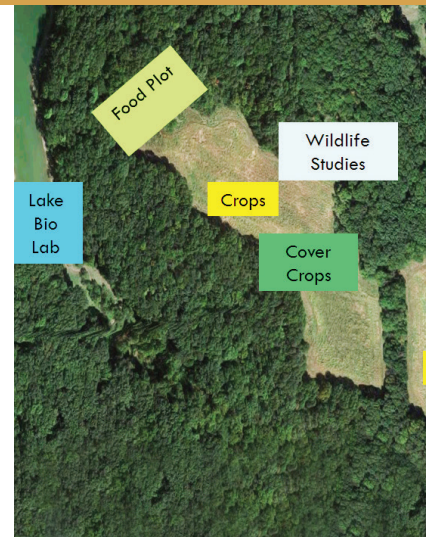 Food Plot
Wildlife
Studies
Crops
Lake
Bio
Lab
Cover
Crops